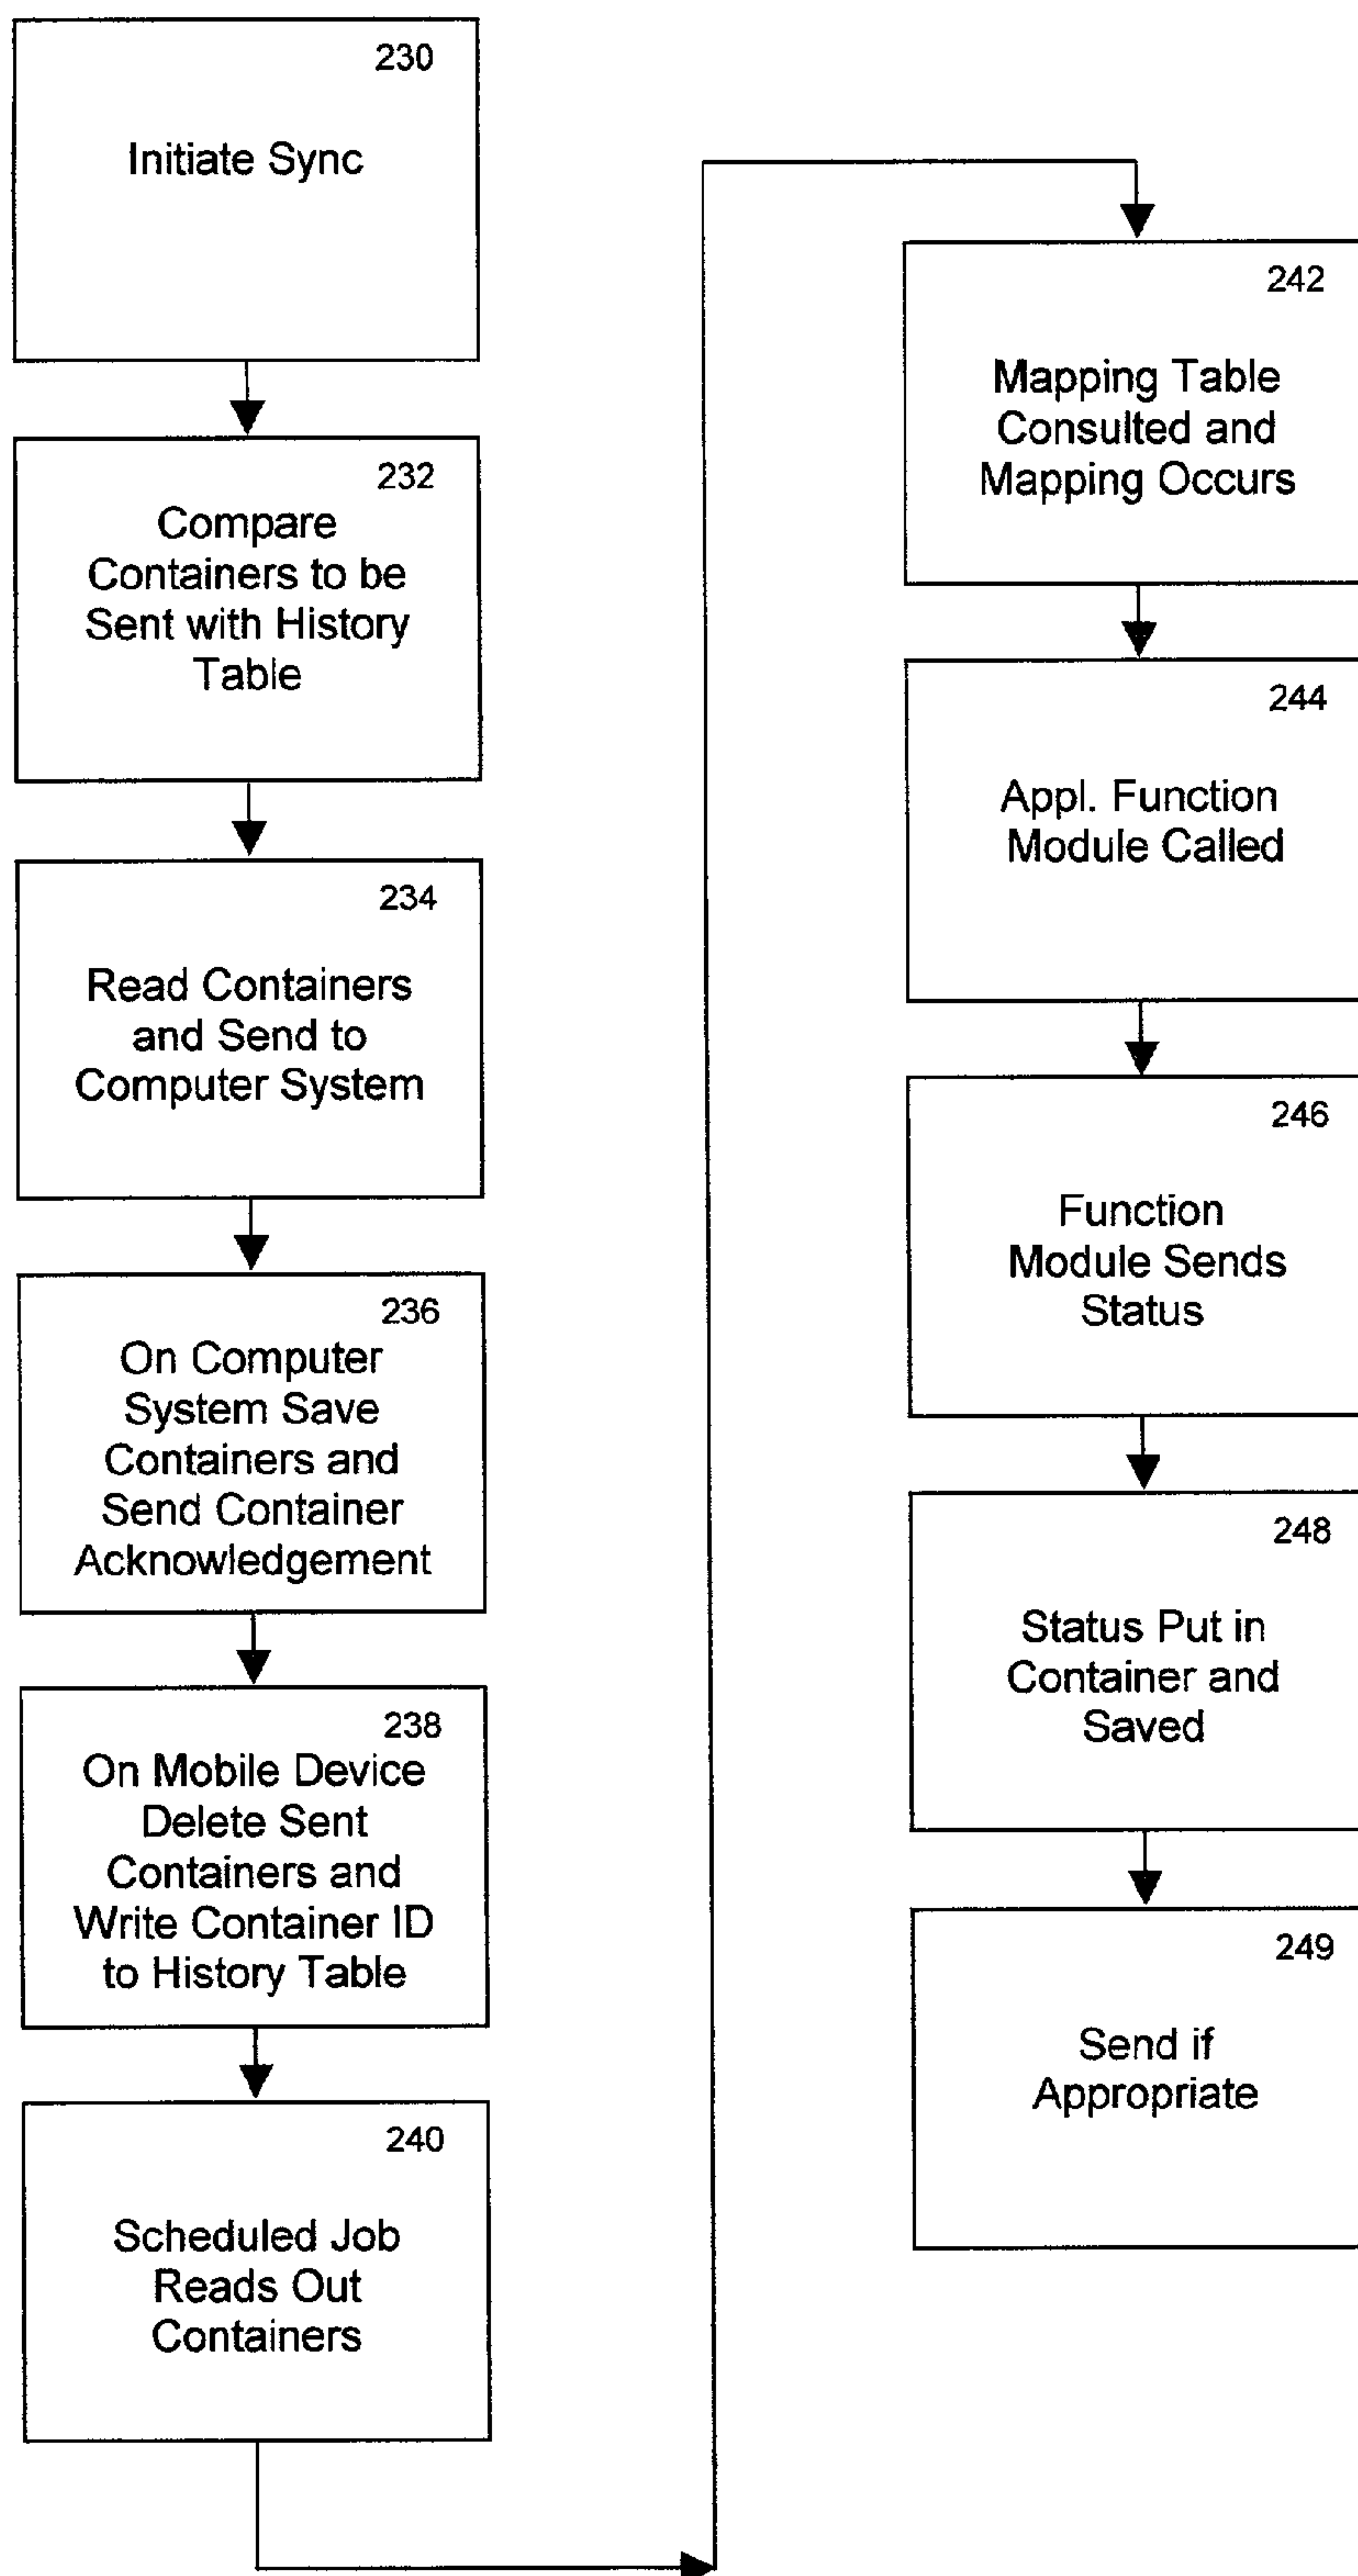 230
Initiate Sync
232
Compare
Containers to be
Sent with History
Table
234
Read Containers
and Send to
Computer System
236
On Computer
System Save
Containers and
Send Container
Acknowledgement
238
On Mobile Device
Delete Sent
Containers and
Write Container ID
to History Table
240
Scheduled Job
Reads Out
Containers
242
Mapping Table
Consulted and
Mapping Occurs
244
Appl. Function
Module Called
246
Function
Module Sends
Status
248
Status Put in
Container and
Saved
249
Send if
Appropriate